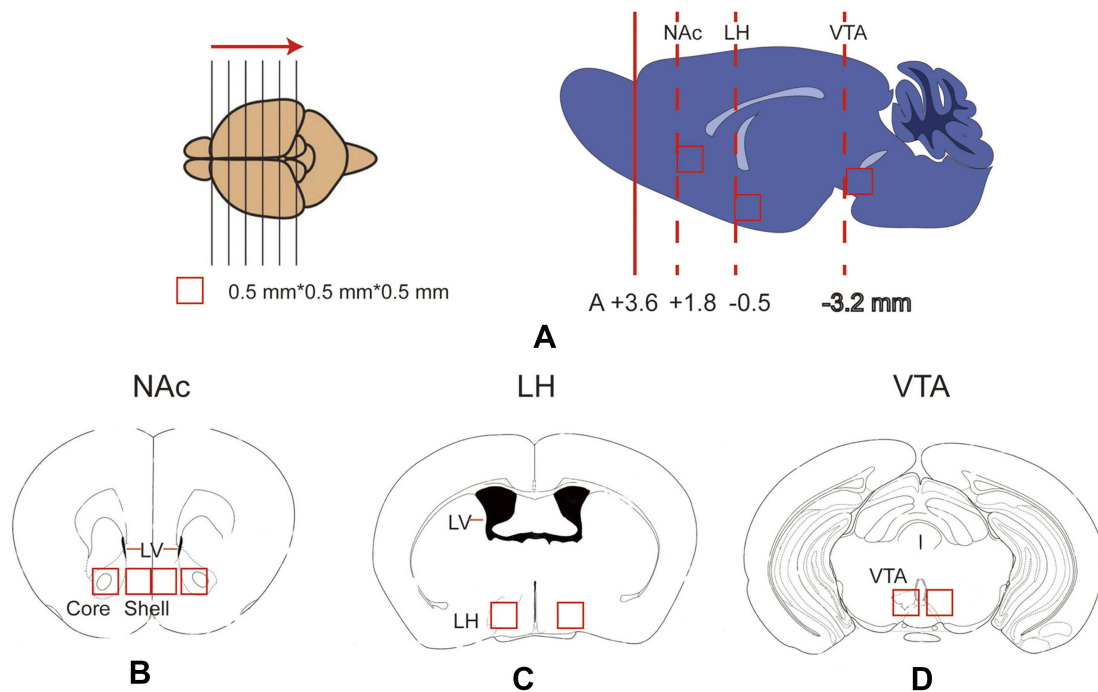 NAc LH VTA
0.5 mm*0.5 mm*0.5 mm
A +3.6 +1.8 -0.5 -3.2 mm
A
NAc LH VTA
LV
Core Shell
B
LV
LH
C
VTA
D